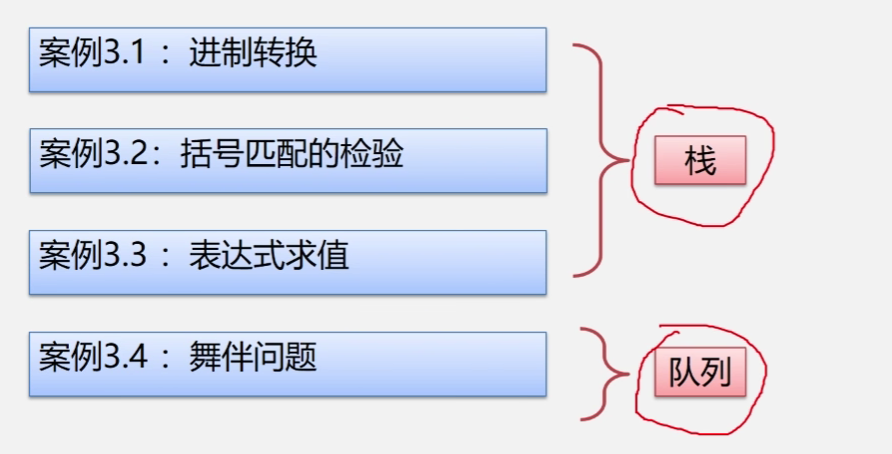 案例3.1 ：进制转换
案例3.2：括号匹配的检验
案例3.3 ：表达式求值
栈
案例3.4 ：舞伴问题
队列